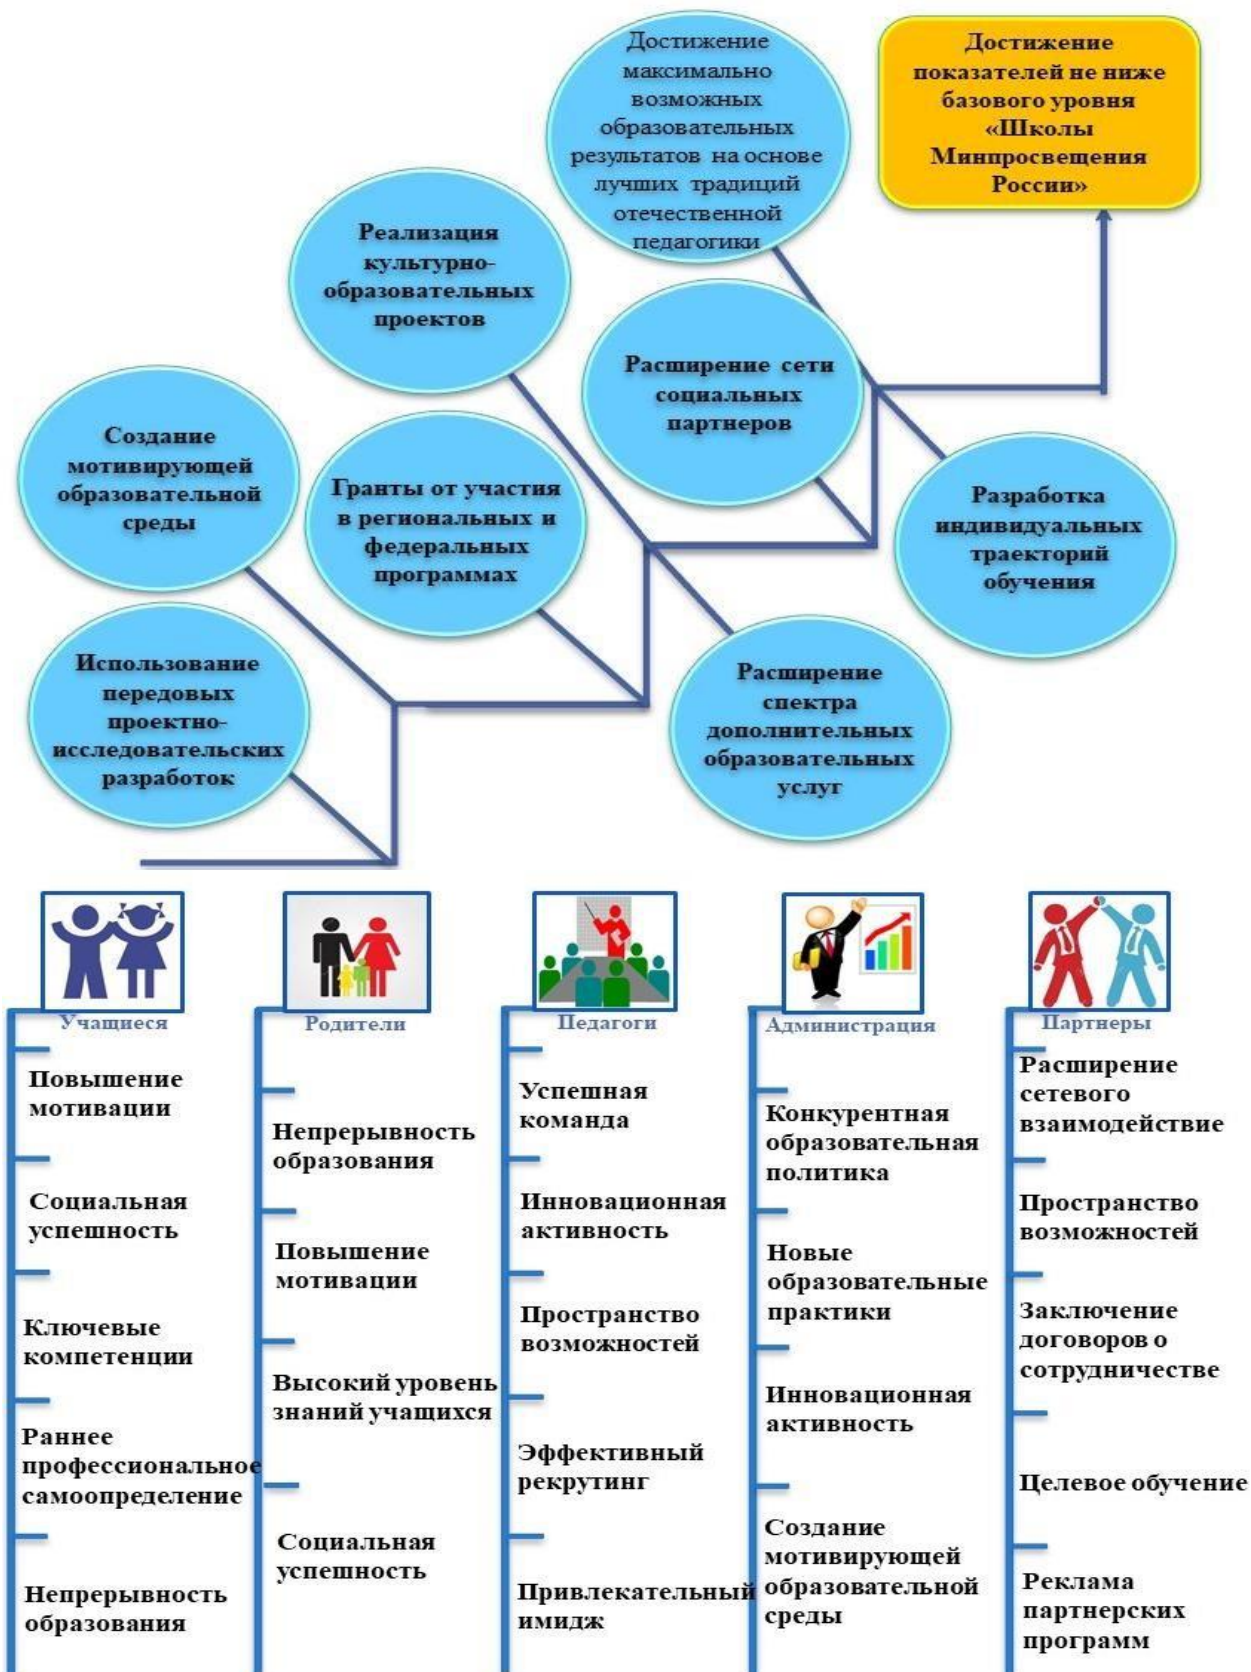 Достижение
максимально
возможных
образовательных
результатов на основе
лучших традиций
отечественной
педагогики
Достижение
показателей не ниже
базового уровня
«Школы
Минпросвещения
России»
Реализация
культурно-
образовательных
проектов
Расширение сети
социальных
партнеров
Создание
мотивирующей
образовательной
среды
Гранты от участия
в региональных и
федеральных
программах
Разработка
индивидуальных
траекторий
обучения
Использование
передовых
проектно-
исследовательских
разработок
Расширение
спектра
дополнительных
образовательных
услуг
Учащиеся
Повышение
мотивации
Социальная
успешность
Ключевые
компетенции
Раннее
профессиональное
самоопределение
Непрерывность
образования
Родители
Непрерывность
образования
Повышение
мотивации
Высокий уровень
знаний учащихся
Социальная
успешность
Педагоги
Успешная
команда
Инновационная
активность
Пространство
возможностей
Эффективный
рекрутинг
Привлекательный
имидж
Администрация
Конкурентная
образовательная
политика
Новые
образовательные
практики
Инновационная
активность
Создание
мотивирующей
образовательной
среды
Партнеры
Расширение
сетевого
взаимодействие
Пространство
возможностей
Заключение
договоров о
сотрудничестве
Целевое обучение
Реклама
партнерских
программ